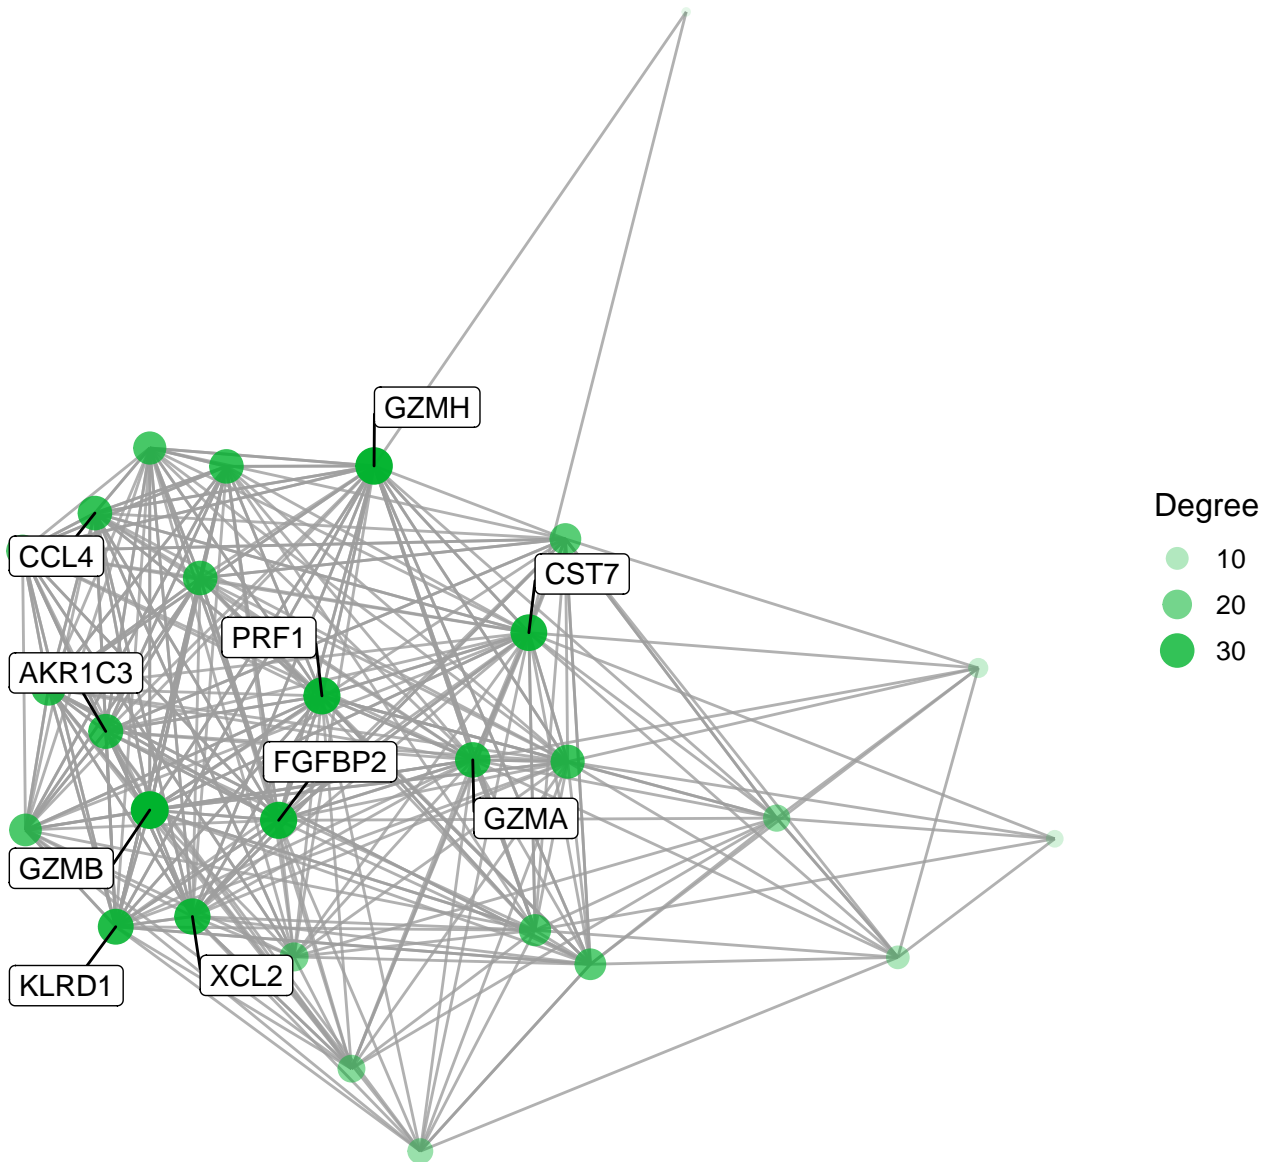 GZMH
CCL4
CST7
PRF1
AKR1C3
FGFBP2
GZMA
GZMB
KLRD1
XCL2
Degree
10
20
30